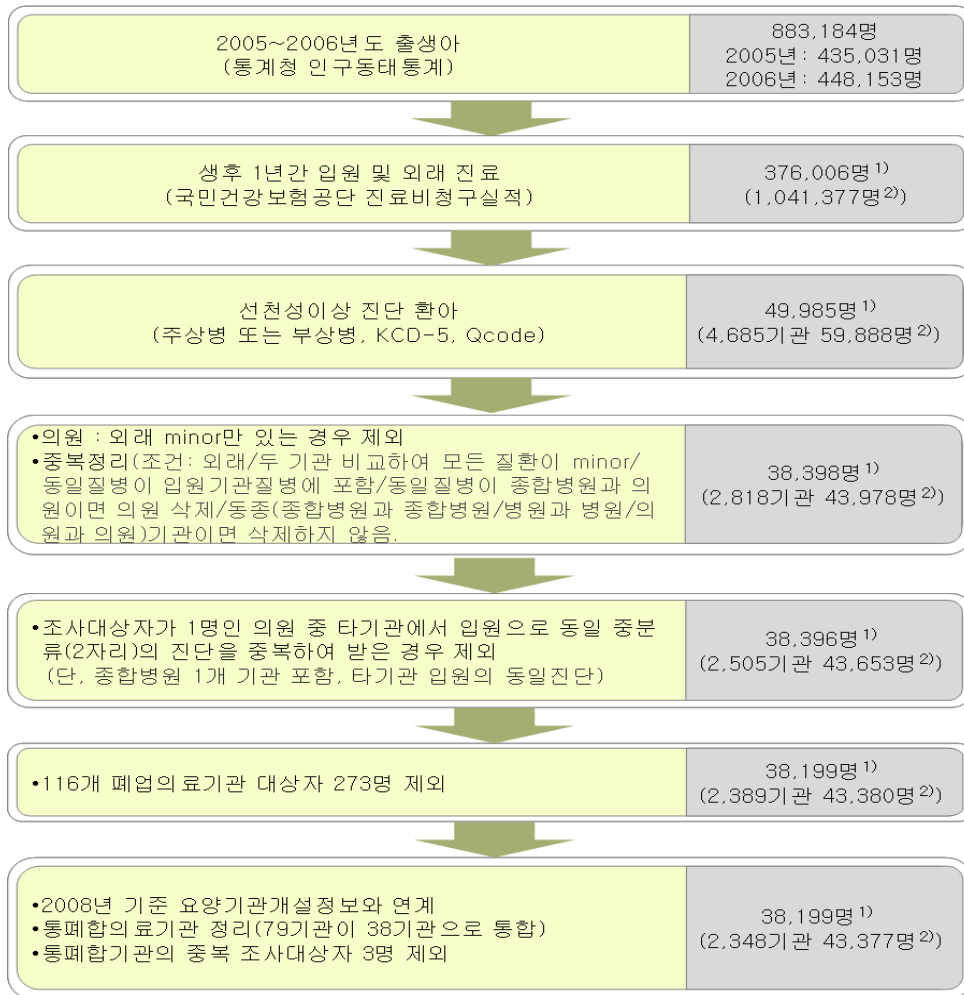 2005~2006년도 출생아
(통계청 인구동태통계)
883,184명
2005년: 435,031명
2006년: 448,153명
생후 1년간 입원 및 외래 진료
(국민건강보험공단 진료비청구실적)
376,006명1)
(1,041,377명2))
선천성이상 진단 환아
(주상병 또는 부상병, KCD-5, Qcode)
49,985명1)
(4,685기관 59,888명2))
•의원 : 외래 minor만 있는 경우 제외
•중복정리(조건: 외래/두 기관 비교하여 모든 질환이 minor/
동일질병이 입원기관질병에 포함/동일질병이 종합병원과 의
원이면 의원 삭제/동종(종합병원과 종합병원/병원과 병원/의
원과 의원)기관이면 삭제하지 않음.
38,398명1)
(2,818기관 43,978명2))
•조사대상자가 1명인 의원 중 타기관에서 입원으로 동일 중분
류(2자리)의 진단을 중복하여 받은 경우 제외
(단, 종합병원 1개 기관 포함, 타기관 입원의 동일진단)
38,396명1)
(2,505기관 43,653명2))
•116개 폐업의료기관 대상자 273명 제외
38,199명1)
(2,389기관 43,380명2))
•2008년 기준 요양기관개설정보와 연계
•통폐합의료기관 정리(79기관이 38기관으로 통합)
•통폐합기관의 중복 조사대상자 3명 제외
38,199명1)
(2,348기관 43,377명2))